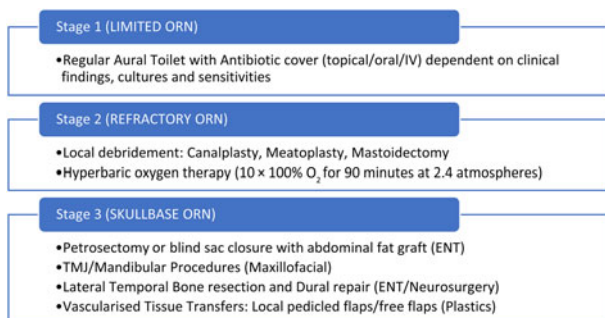 Stage 1 (LIMITED ORN)
•Regular Aural Toilet with Antibiotic cover (topical/oral/IV) dependent on clinical
findings, cultures and sensitivities
Stage 2 (REFRACTORY ORN)
•Local debridement: Canalplasty, Meatoplasty, Mastoidectomy
•Hyperbaric oxygen therapy (10 × 100% O₂ for 90 minutes at 2.4 atmospheres)
Stage 3 (SKULLBASE ORN)
•Petrosectomy or blind sac closure with abdominal fat graft (ENT)
•TMJ/Mandibular Procedures (Maxillofacial)
•Lateral Temporal Bone resection and Dural repair (ENT/Neurosurgery)
•Vascularised Tissue Transfers: Local pedicled flaps/free flaps (Plastics)